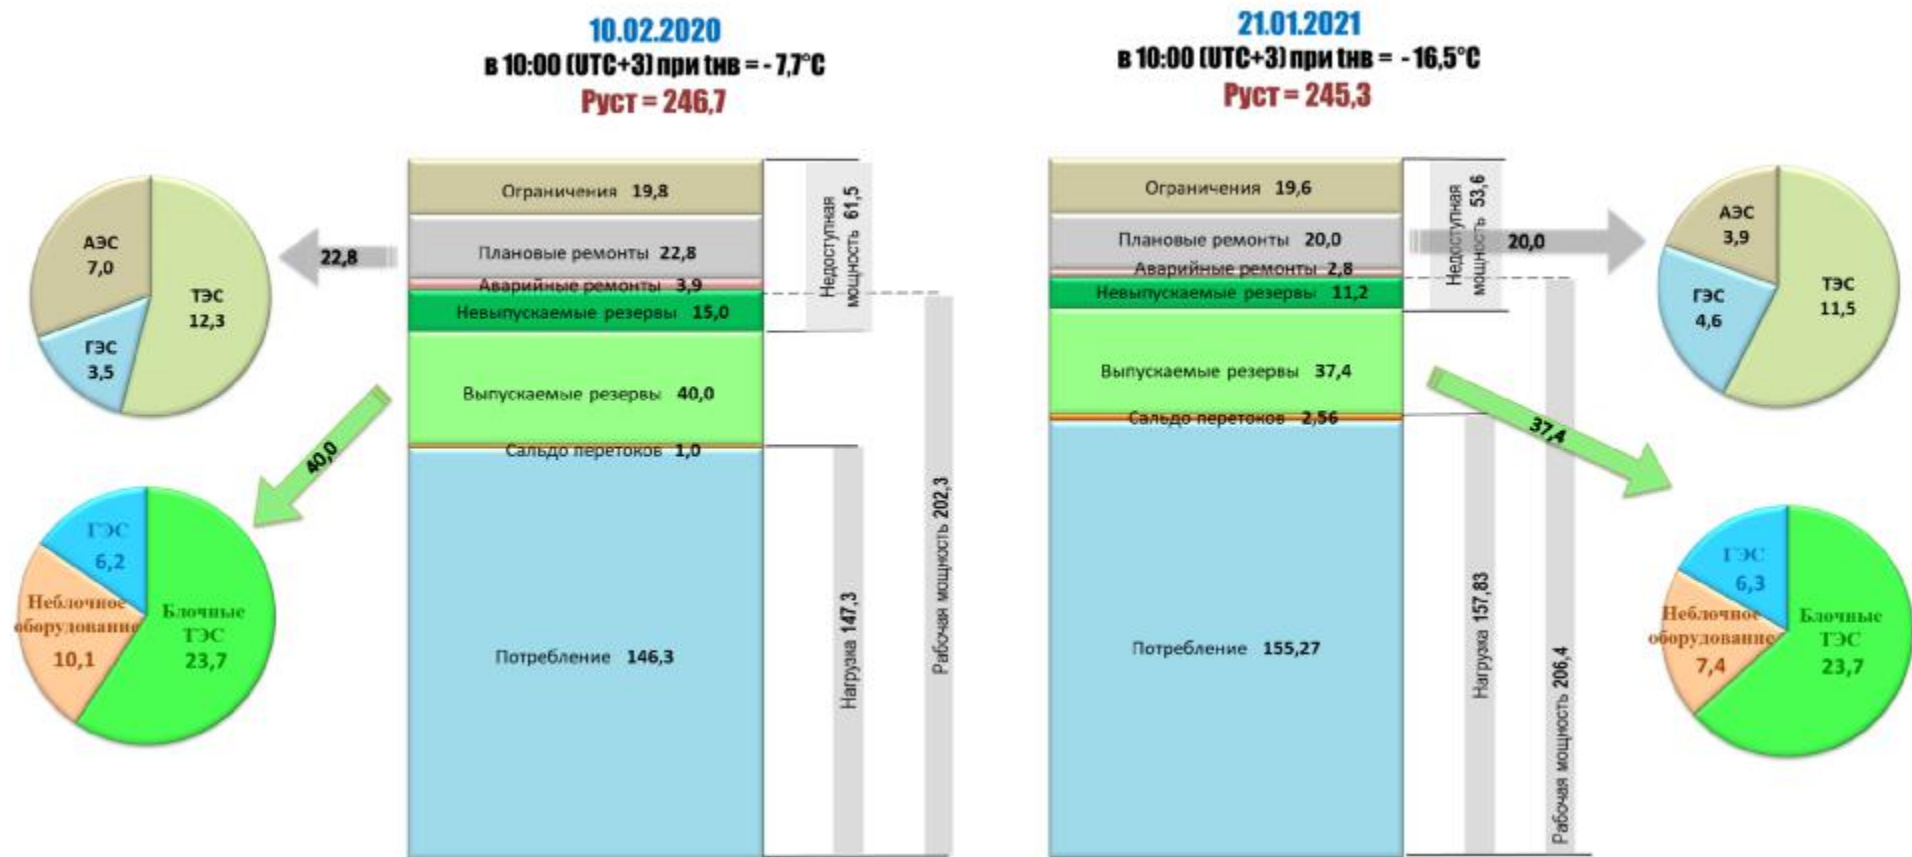 10.02.2020
в 10:00 (UTC+3) при tнв = - 7,7°C
Руст = 246,7
Ограничения 19,8
Плановые ремонты 22,8
Аварийные ремонты 3,9
Невыпускаемые резервы 15,0
Выпускаемые резервы 40,0
Сальдо перетоков 1,0
Потребление 146,3
Недоступная
мощность 61,5
Нагрузка 147,3
Рабочая мощность 202,3
22,8
АЭС
7,0
ТЭС
12,3
ГЭС
3,5
40,0
ГЭС
6,2
Неблочное
оборудование
10,1
Блочные
ТЭС
23,7
21.01.2021
в 10:00 (UTC+3) при tнв = - 16,5°C
Руст = 245,3
Ограничения 19,6
Плановые ремонты 20,0
Аварийные ремонты 2,8
Невыпускаемые резервы 11,2
Выпускаемые резервы 37,4
Сальдо перетоков 2,56
Потребление 155,27
Недоступная
мощность 53,6
Нагрузка 157,83
Рабочая мощность 206,4
20,0
АЭС
3,9
ТЭС
11,5
ГЭС
4,6
37,4
ГЭС
6,3
Неблочное
оборудование
7,4
Блочные
ТЭС
23,7